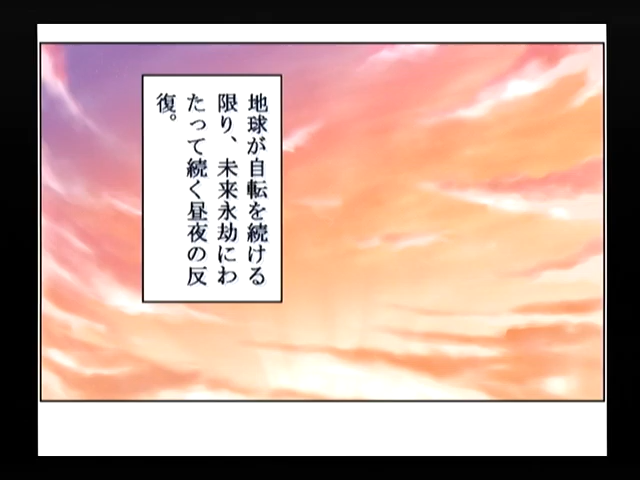 地球が自転を続ける
限り、未来永劫にわ
たって続く昼夜の反
復。